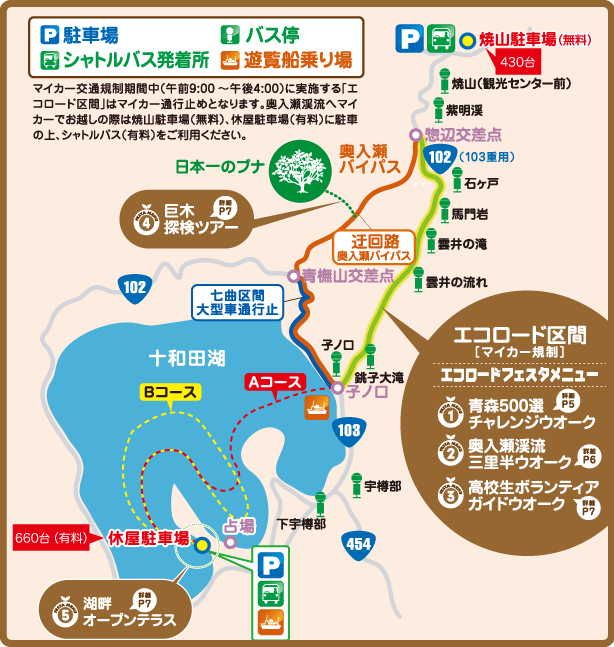 P 駐車場
バス停
シャトルバス発着所
遊覧船乗り場
マイカー交通規制期間中(午前9:00～午後4:00)に実施する「エ
コロード区間」はマイカー通行止めとなります。奥入瀬渓流へマイ
カーでお越しの際は焼山駐車場(無料)、休屋駐車場(有料)に駐車
の上、シャトルバス(有料)をご利用ください。
P
焼山駐車場(無料)
430台
焼山(観光センター前)
紫明渓
惣辺交差点
102
(103重用)
奥入瀬
バイパス
日本一のブナ
石ヶ戸
馬門岩
雲井の滝
雲井の流れ
4
巨木
探検ツアー
詳細
P7
迂回路
奥入瀬バイパス
青橅山交差点
102
七曲区間
大型車通行止
エコロード区間
[マイカー規制]
エコロードフェスタメニュー
1
青森500選
チャレンジウオーク
詳細
P5
2
奥入瀬渓流
三里半ウオーク
詳細
P6
3
高校生ボランティア
ガイドウオーク
詳細
P7
十和田湖
子ノ口
銚子大滝
子ノ口
Aコース
Bコース
103
宇樽部
下宇樽部
454
占場
660台(有料)
休屋駐車場
P
5
湖畔
オープンテラス
詳細
P7